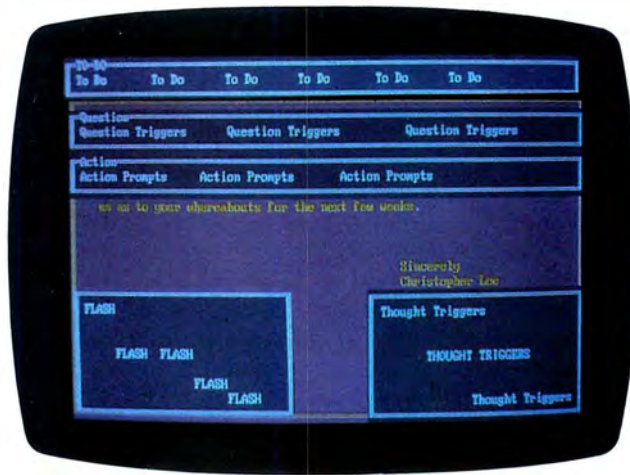 TO-DO
To Do To Do To Do To Do To Do To Do
Question
Question Triggers Question Triggers Question Triggers
Action
Action Prompts Action Prompts Action Prompts
as to your whereabouts for the next few weeks.
Sincerely
Christopher Lee
FLASH
FLASH FLASH
FLASH
FLASH
Thought Triggers
THOUGHT TRIGGERS
Thought Triggers